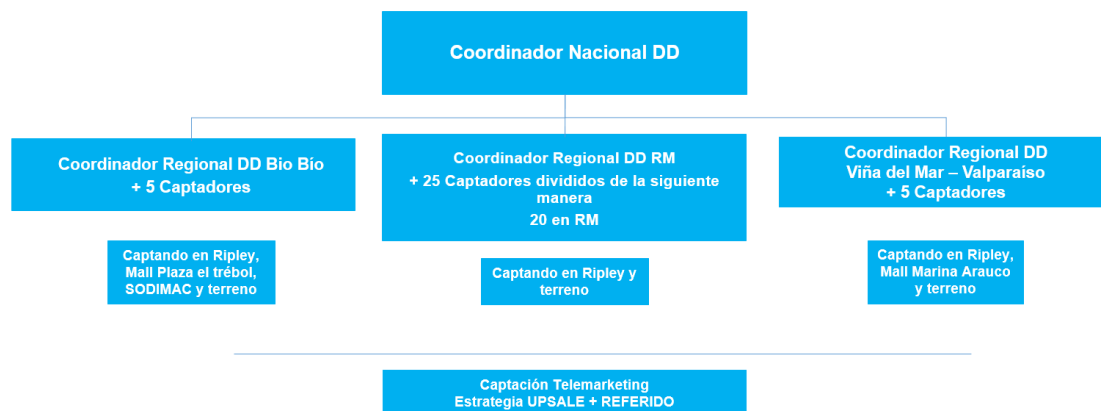 Coordinador Nacional DD
Coordinador Regional DD Bio Bio
+ 5 Captadores
Coordinador Regional DD RM
+ 25 Captadores divididos de la siguiente
manera
20 en RM
Coordinador Regional DD
Viña del Mar – Valparaíso
+ 5 Captadores
Captando en Ripley,
Mall Plaza el trébol,
SODIMAC y terreno
Captando en Ripley y
terreno
Captando en Ripley,
Mall Marina Arauco
y terreno
Captación Telemarketing
Estrategia UPSALE + REFERIDO